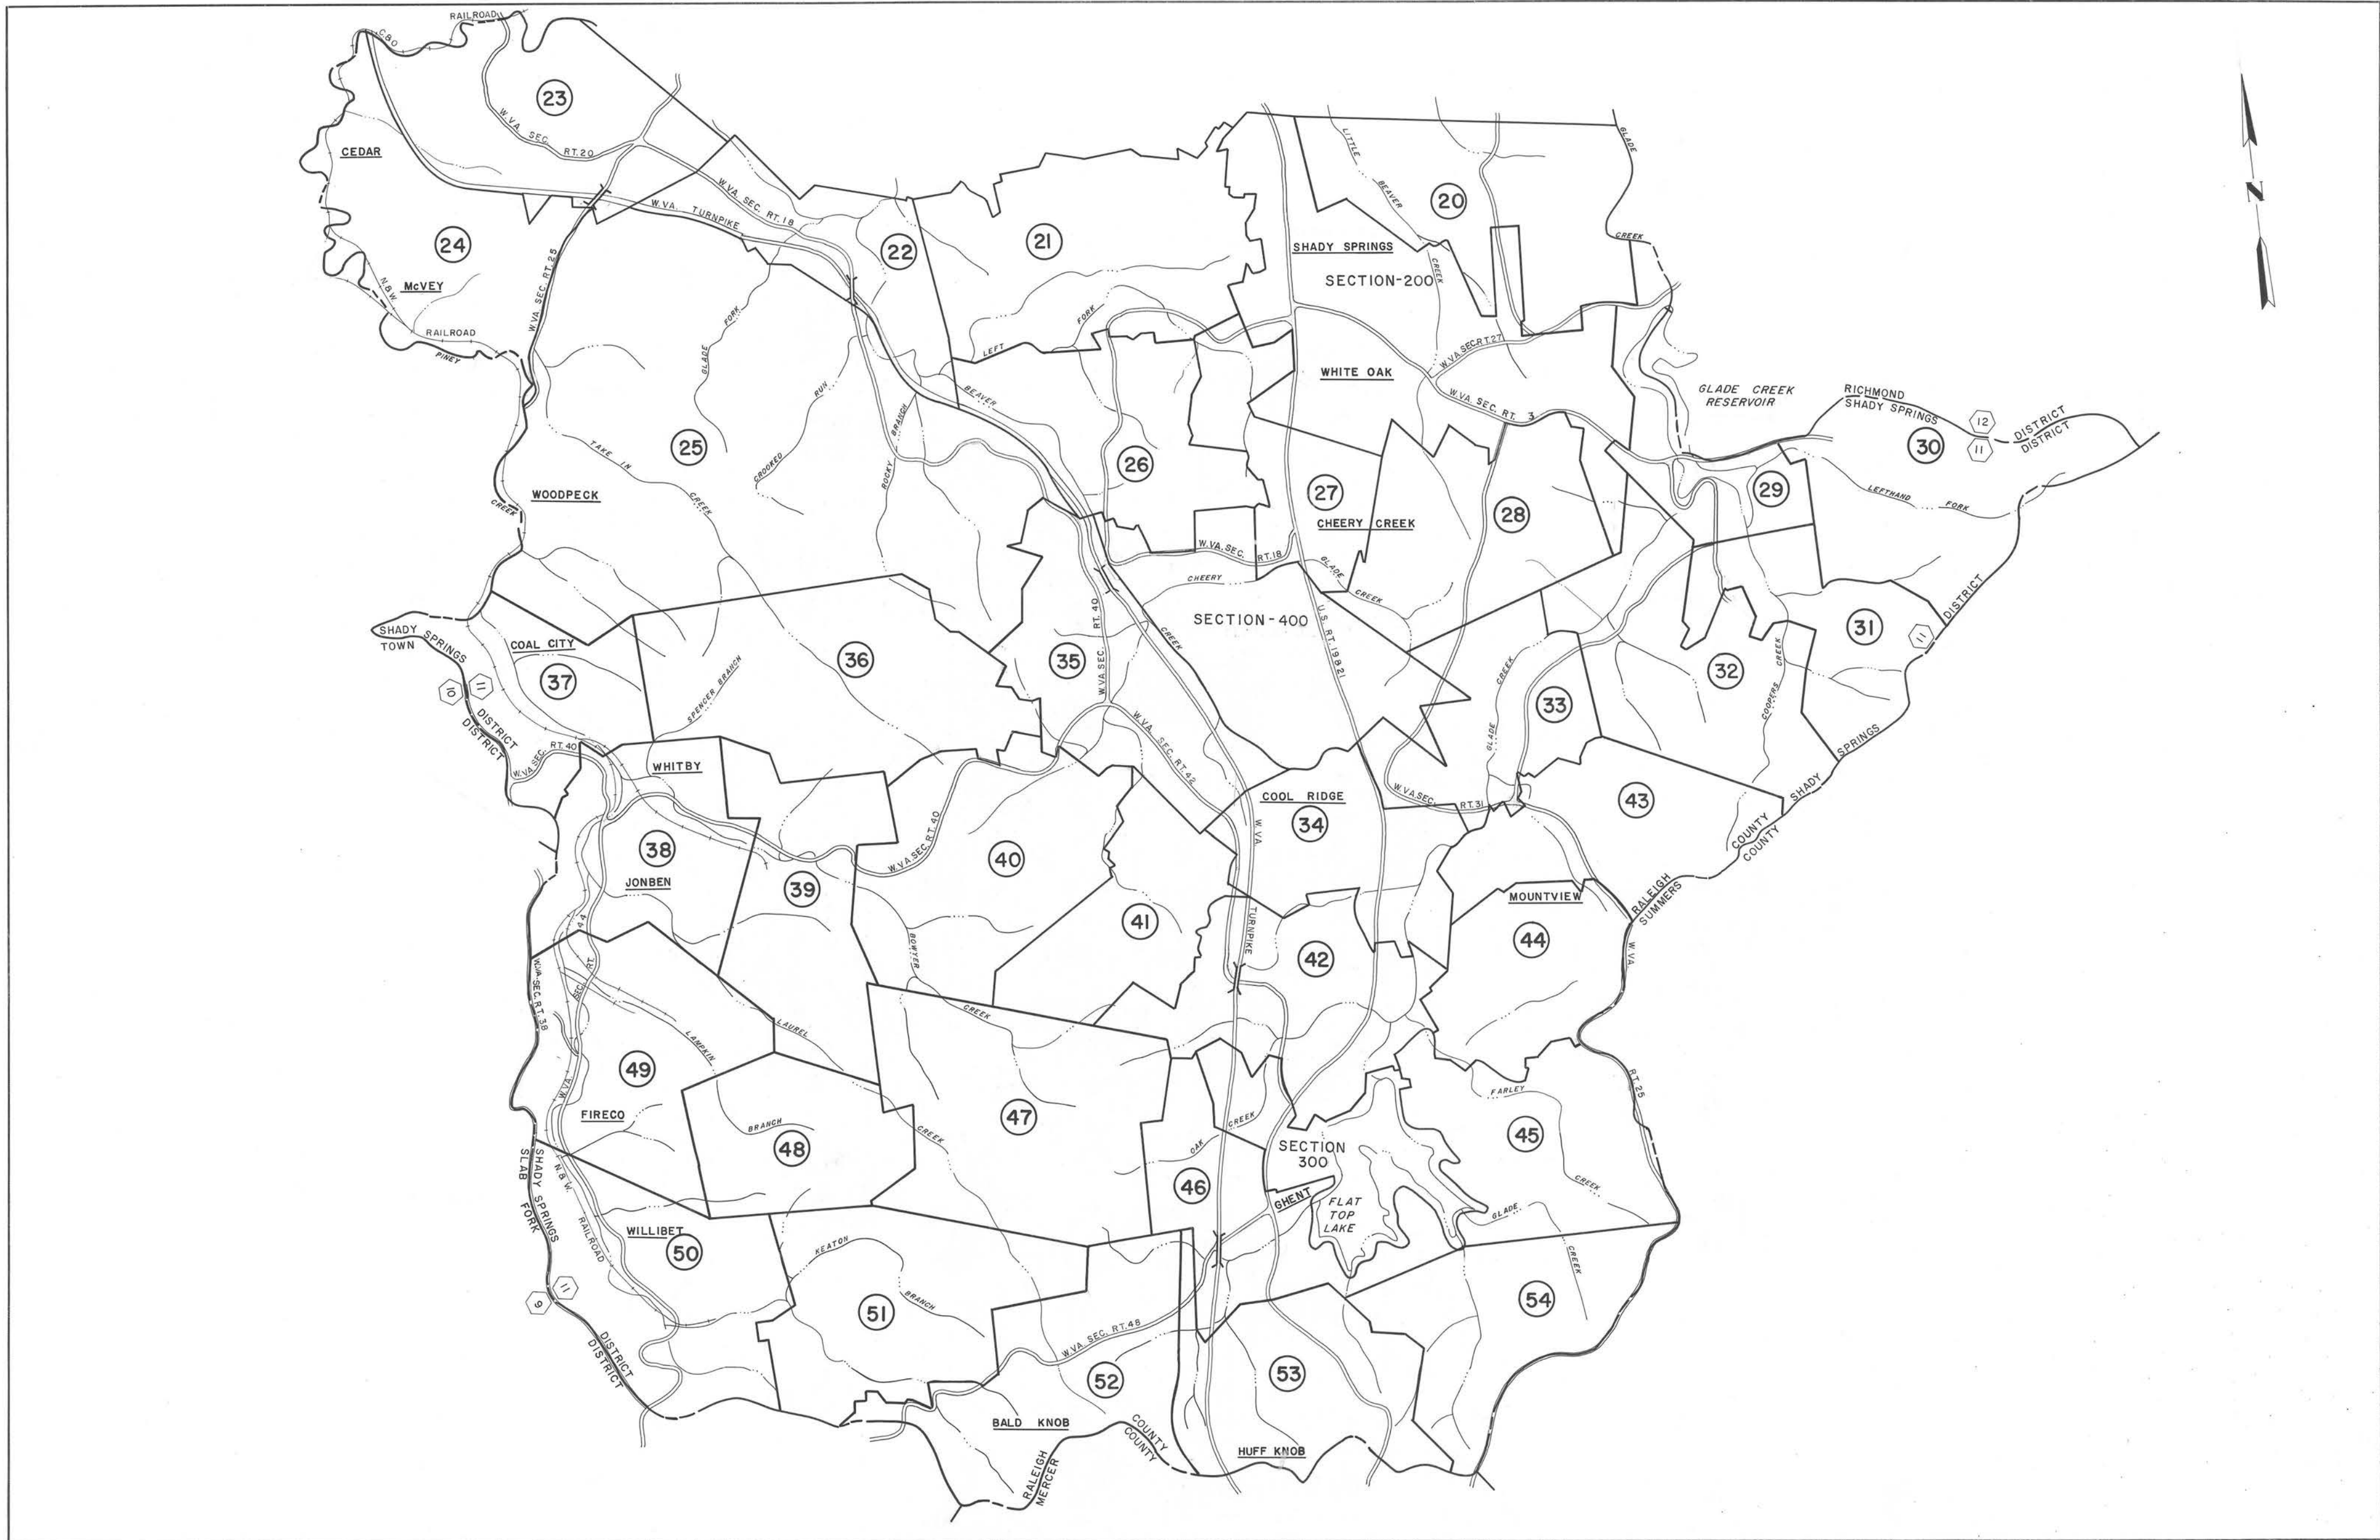 RAILROAD
C&O
23
W. VA. SEC.
RT. 20
CEDAR
GLADE
LITTLE
BEAVER
CREEK
20
W. VA. SEC. RT. 18
W. VA. TURNPIKE
24
22
21
SHADY SPRINGS
SECTION-200
CREEK
N
McVEY
N.&W.
RAILROAD
PINEY
W. VA. SEC. RT. 25
GLADE
FORK
LEFT
FORK
W. VA. SEC. RT. 27
WHITE OAK
W. VA. SEC. RT. 3
GLADE CREEK
RESERVOIR
RICHMOND
SHADY SPRINGS
DISTRICT
DISTRICT
12
11
30
BEAVER
CROOKED
RUN
ROCKY
BRANCH
25
TAKE IN
CREEK
WOODPECK
CREEK
26
27
CHEERY CREEK
28
29
LEFTHAND
FORK
W. VA. SEC.
RT. 18
CHEERY
CREEK
GLADE
CREEK
SECTION-400
U.S. RT. 19&21
SHADY SPRINGS
TOWN
COAL CITY
37
10
11
DISTRICT
DISTRICT
SPENCER BRANCH
36
35
W. VA. SEC.
RT. 40
31
32
COOPERS
CREEK
33
GLADE
CREEK
DISTRICT
11
SPRINGS
SHADY
W. VA. SEC.
RT. 40
WHITBY
W. VA. SEC. RT. 42
W. VA. SEC. RT. 40
COOL RIDGE
34
W. VA. SEC.
RT. 31
43
COUNTY
COUNTY
38
JONBEN
39
40
41
W. VA
TURNPIKE
42
MOUNTVIEW
44
RALEIGH
SUMMERS
W. VA
RT. 25
BOWYER
CREEK
W. VA. SEC. RT. 38
W. VA.
SEC.
RT.
44
LAMPKIN
BRANCH
LAUREL
CREEK
49
FIRECO
48
47
OAK
CREEK
46
SECTION
300
GHENT
FLAT
TOP
LAKE
FARLEY
CREEK
45
GLADE
CREEK
SHADY SPRINGS
SLAB FORK
N.&W.
RAILROAD
WILLIBET
50
9
11
DISTRICT
DISTRICT
KEATON
BRANCH
51
W. VA. SEC. RT. 48
52
53
54
BALD KNOB
COUNTY
COUNTY
RALEIGH
MERCER
HUFF KNOB